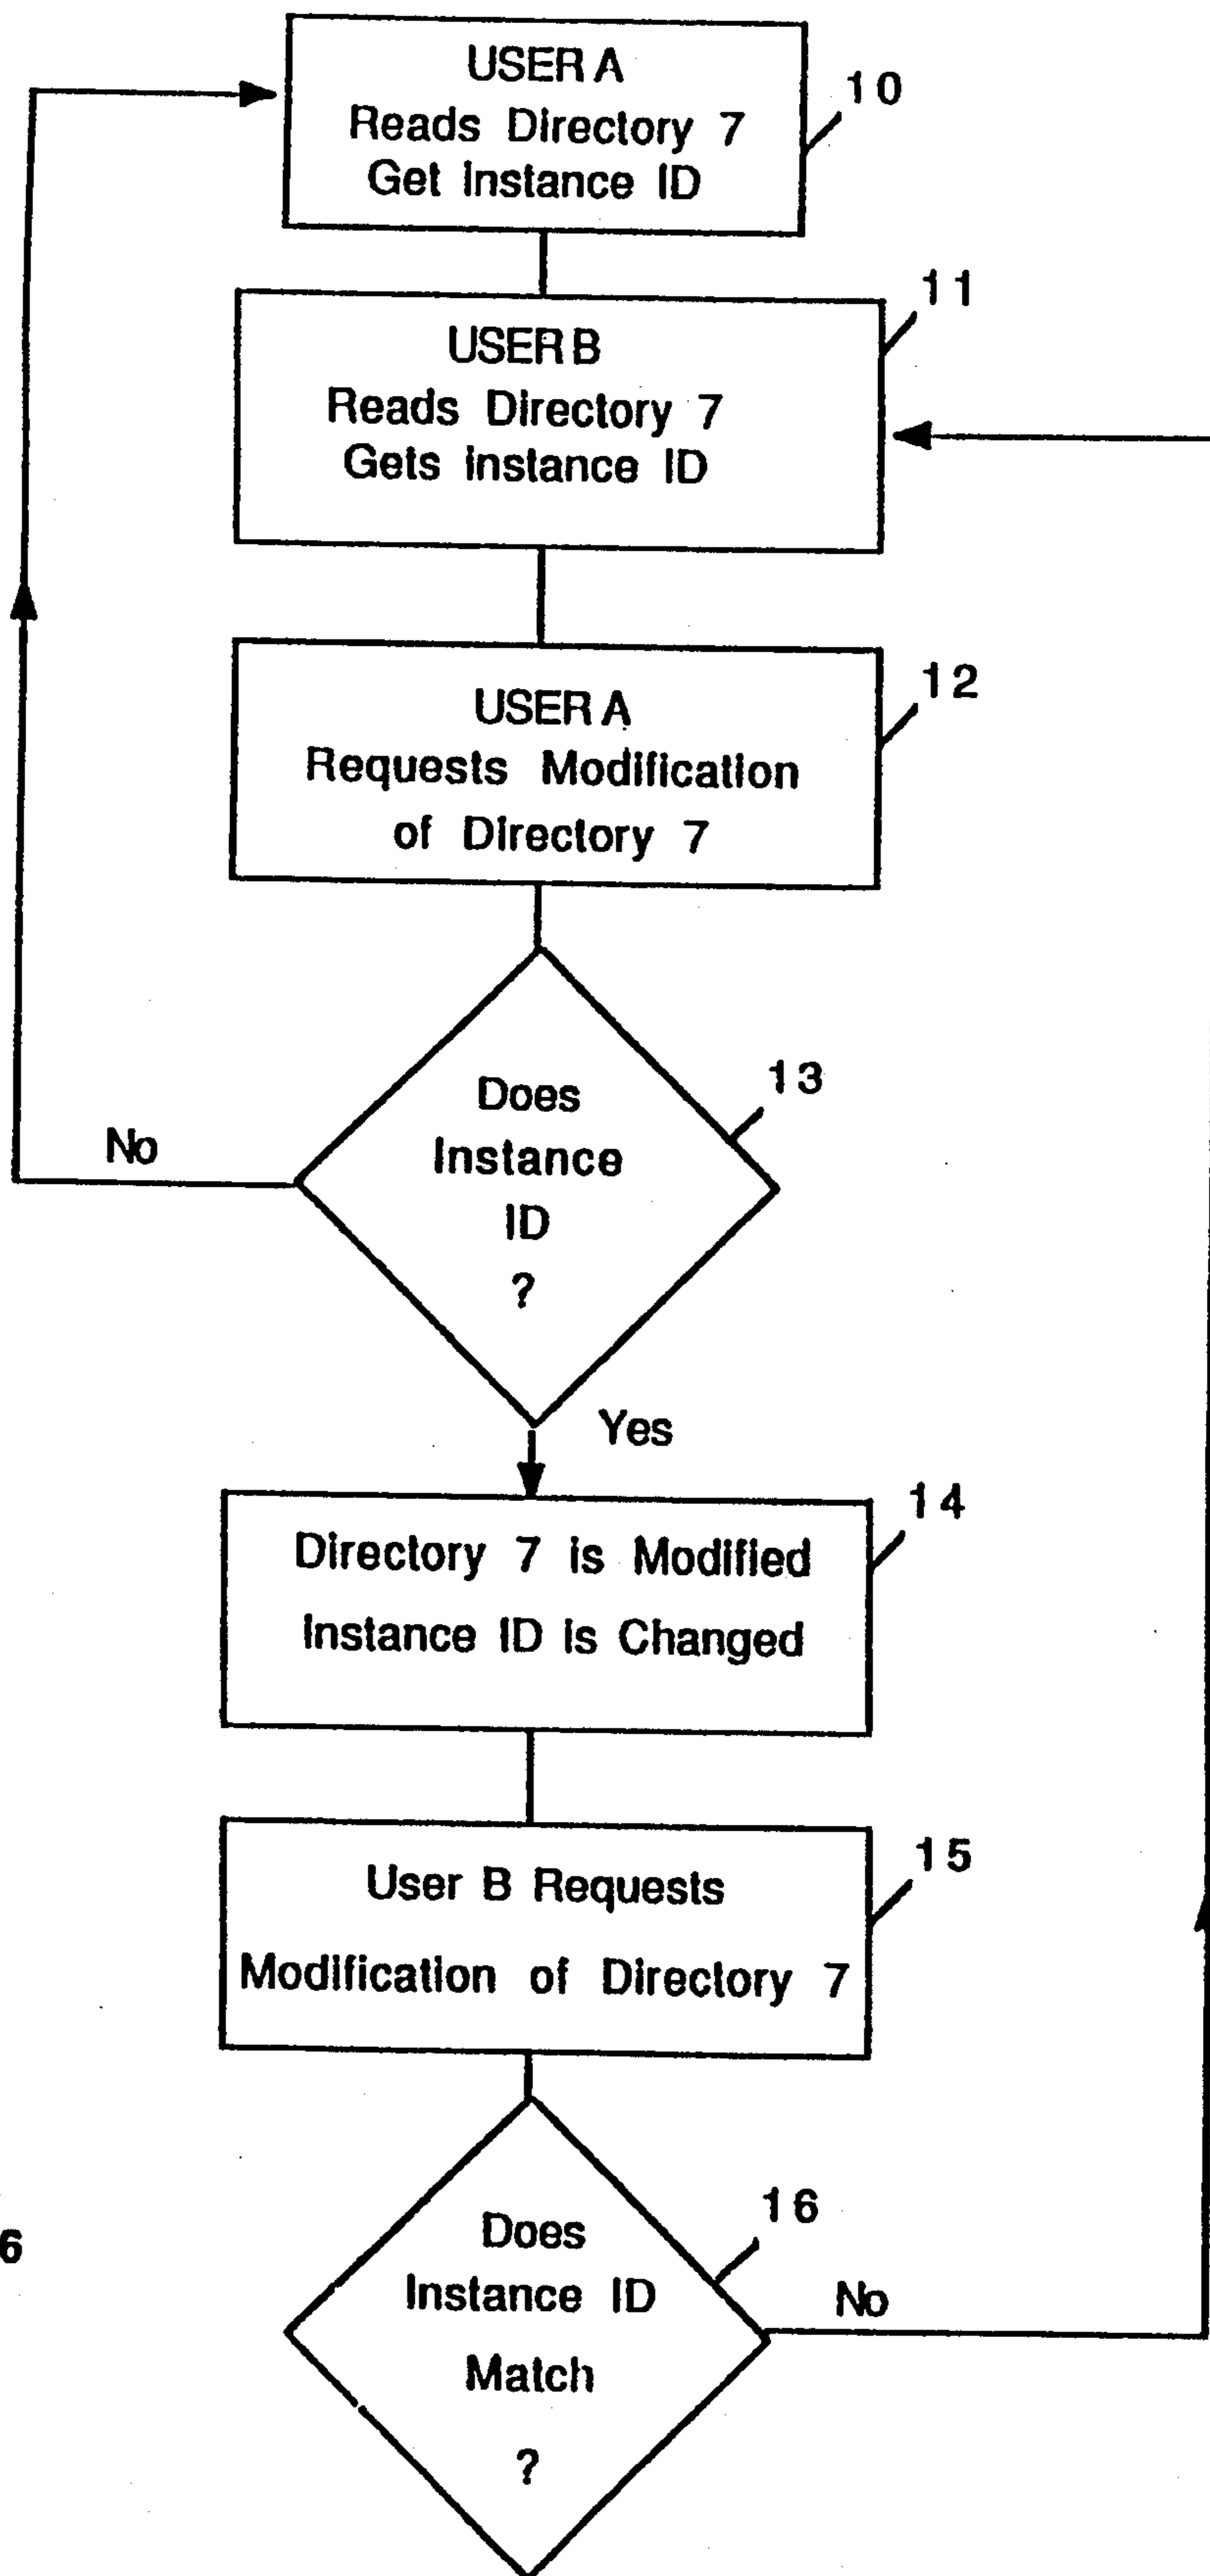 USER A
Reads Directory 7
Get Instance ID
10
USER B
Reads Directory 7
Gets Instance ID
11
USER A
Requests Modification
of Directory 7
12
Does
Instance
ID
?
13
No
Yes
Directory 7 is Modified
Instance ID is Changed
14
User B Requests
Modification of Directory 7
15
Does
Instance ID
Match
?
16
No
6